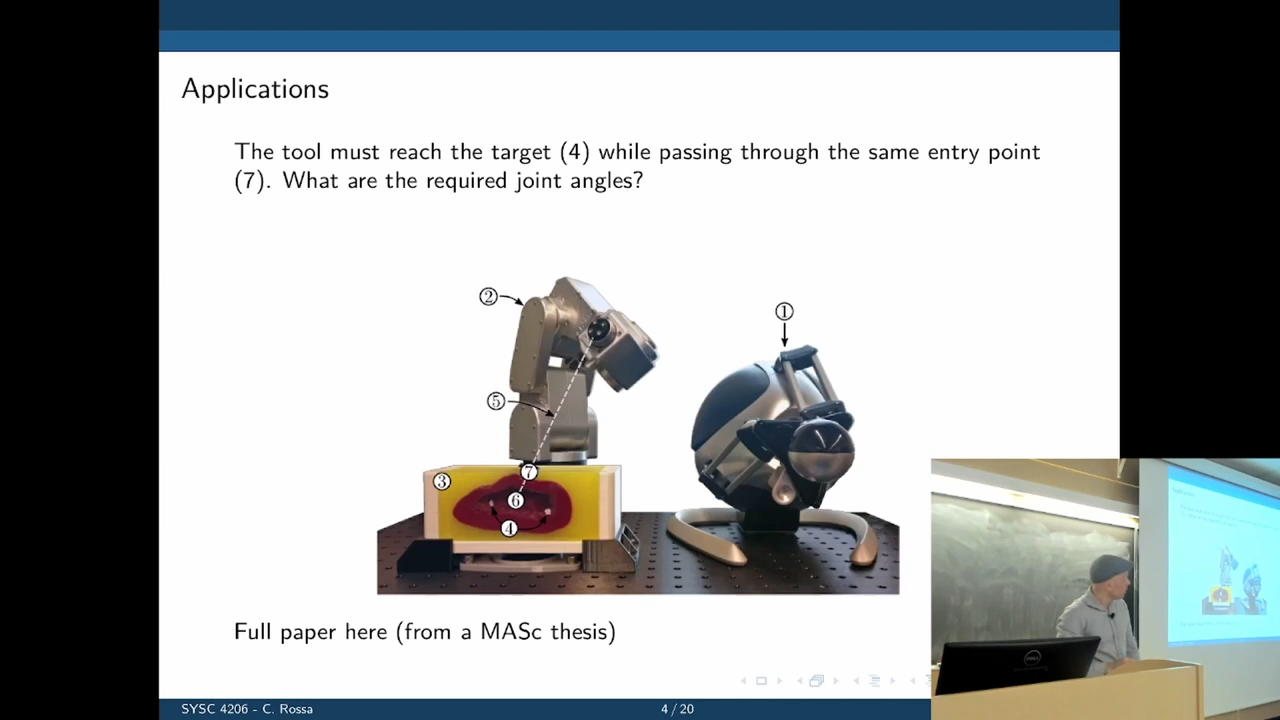 Applications
The tool must reach the target (4) while passing through the same entry point
(7). What are the required joint angles?
②
①
⑤
⑦
③
⑥
④
Full paper here (from a MASc thesis)
DELL
SYSC 4206 - C. Rossa
4 / 20